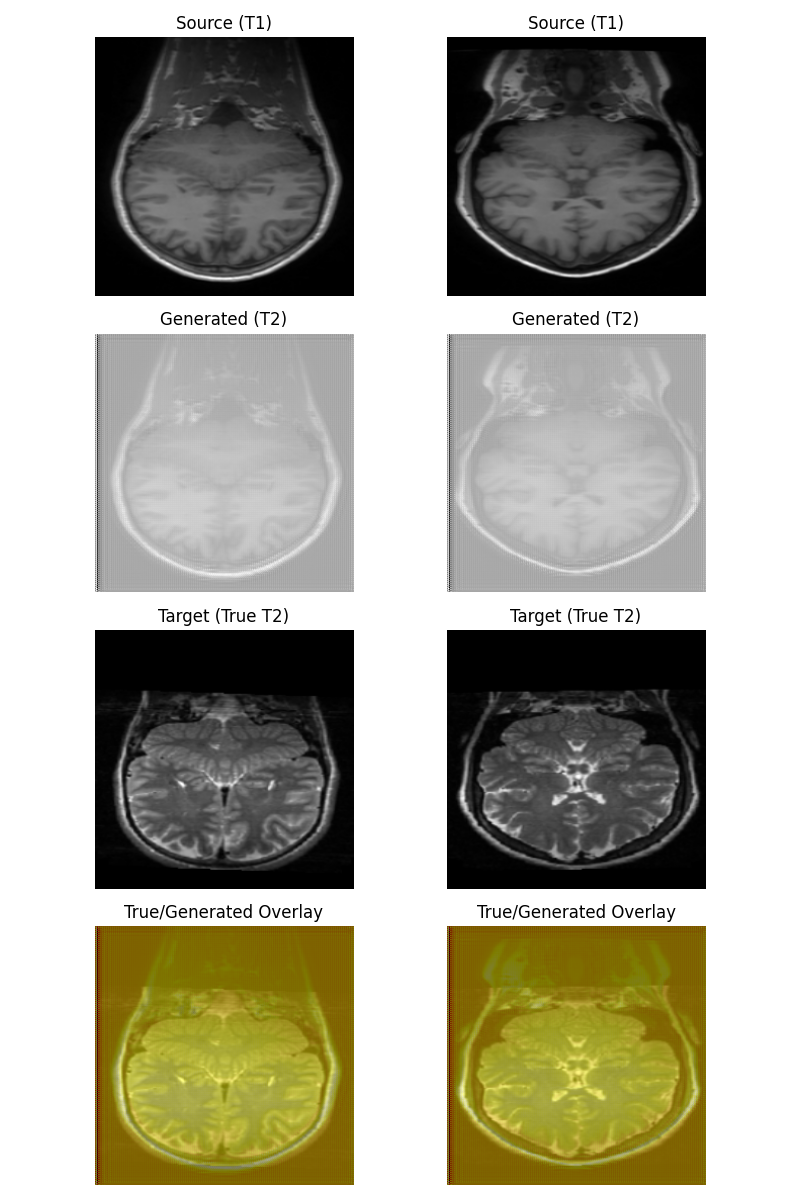 Source (T1)
Source (T1)
Generated (T2)
Generated (T2)
Target (True T2)
Target (True T2)
True/Generated Overlay
True/Generated Overlay